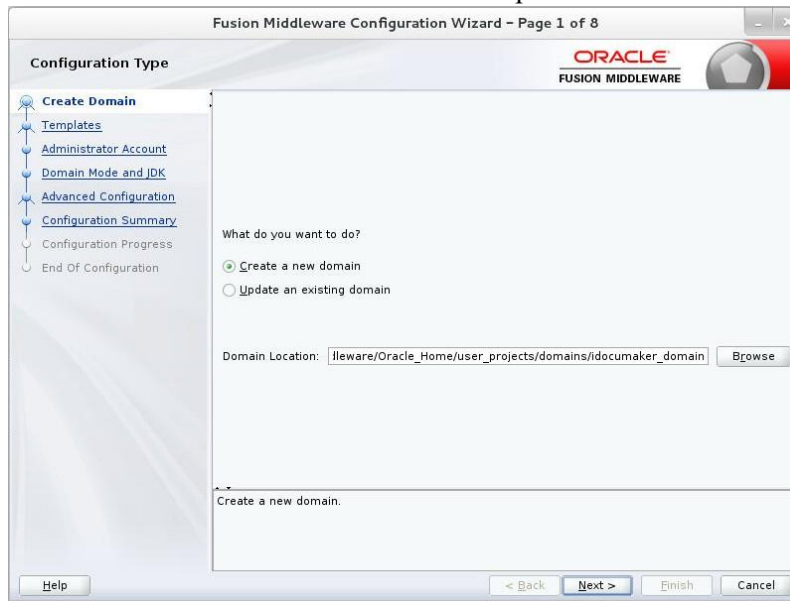 Fusion Middleware Configuration Wizard – Page 1 of 8
Configuration Type
ORACLE
FUSION MIDDLEWARE
Create Domain
Templates
Administrator Account
Domain Mode and JDK
Advanced Configuration
Configuration Summary
Configuration Progress
End Of Configuration
What do you want to do?
Create a new domain
Update an existing domain
Domain Location: lleware/Oracle_Home/user_projects/domains/idocumaker_domain Browse
Create a new domain.
Help < Back Next > Finish Cancel